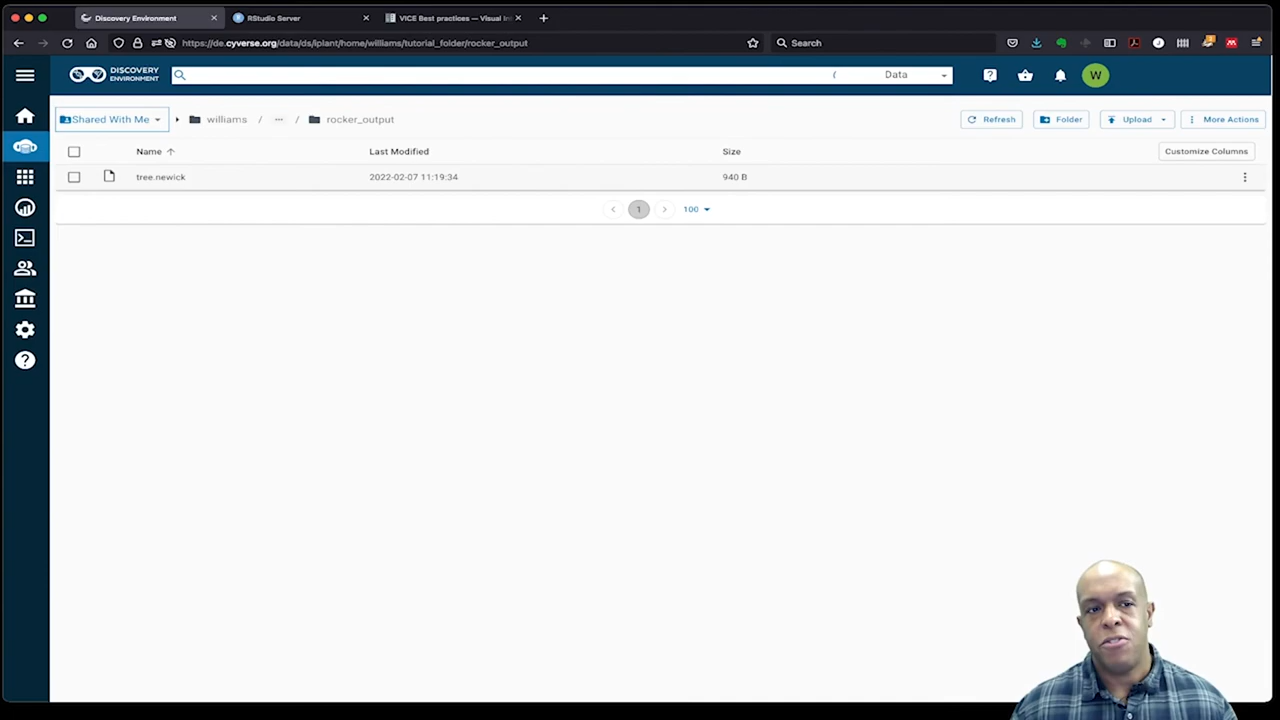 Discovery Environment
RStudio Server
VICE Best practices — Visual In
https://de.cyverse.org/data/ds/iplant/home/williams/tutorial_folder/rocker_output
Search
DISCOVERY
ENVIRONMENT
Data
W
Shared With Me
williams / ... / rocker_output
Refresh
Folder
Upload
More Actions
Name
Last Modified
Size
Customize Columns
tree.newick
2022-02-07 11:19:34
940 B
1
100